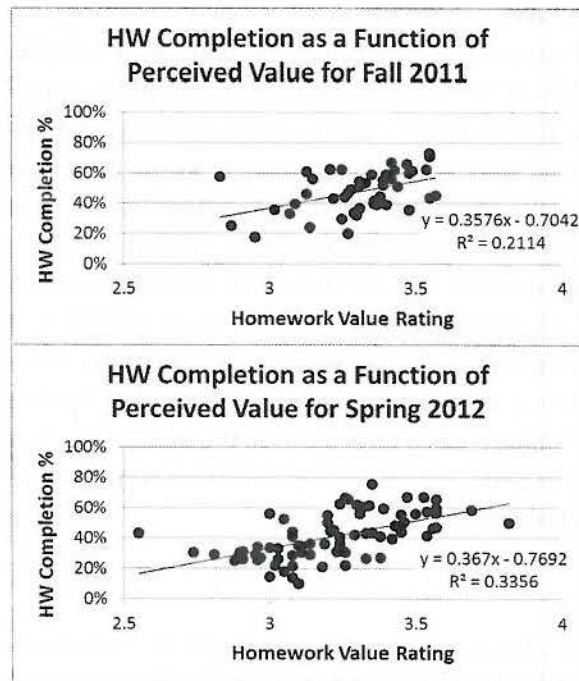 HW Completion as a Function of
Perceived Value for Fall 2011
100%
80%
60%
40%
20%
0%
HW Completion %
y = 0.3576x - 0.7042
R² = 0.2114
2.5 3 3.5 4
Homework Value Rating
HW Completion as a Function of
Perceived Value for Spring 2012
100%
80%
60%
40%
20%
0%
HW Completion %
y = 0.367x - 0.7692
R² = 0.3356
2.5 3 3.5 4
Homework Value Rating